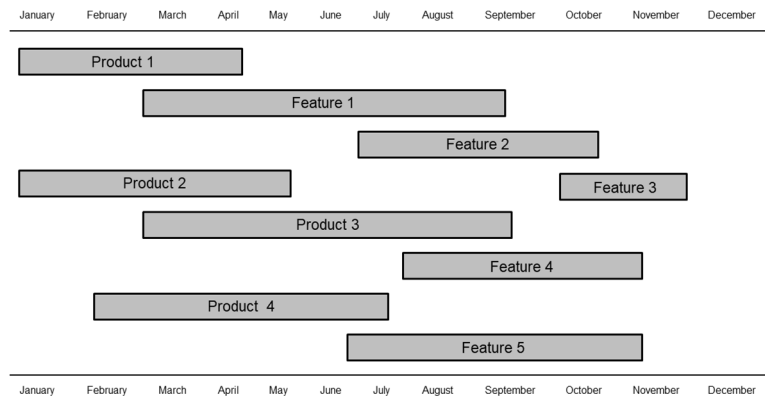 January February March April May June July August September October November December
Product 1
Feature 1
Feature 2
Product 2 Feature 3
Product 3
Feature 4
Product  4
Feature 5
January February March April May June July August September October November December